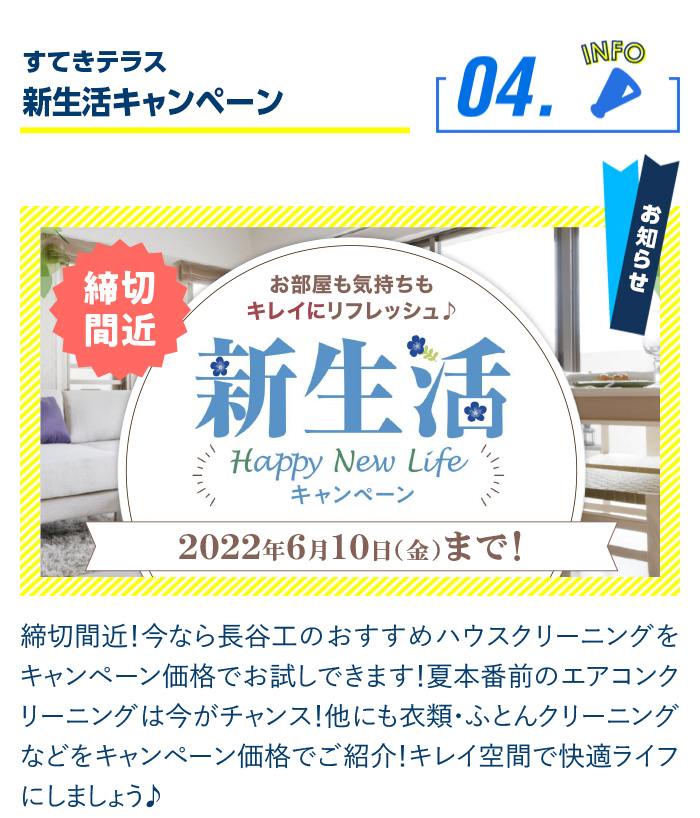 すてきテラス
新生活キャンペーン
04.
INFO
お知らせ
締切
間近
お部屋も気持ちも
キレイにリフレッシュ♪
新生活
Happy New Life
キャンペーン
2022年6月10日(金)まで!
締切間近!今なら長谷工のおすすめハウスクリーニングを
キャンペーン価格でお試しできます!夏本番前のエアコンク
リーニングは今がチャンス!他にも衣類・ふとんクリーニング
などをキャンペーン価格でご紹介!キレイ空間で快適ライフ
にしましょう♪